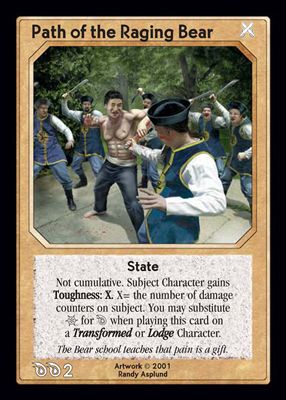 Path of the Raging Bear X
State
Not cumulative. Subject Character gains
Toughness: X. X= the number of damage
counters on subject. You may substitute
for when playing this card on
a Transformed or Lodge Character.
The Bear school teaches that pain is a gift.
2
Artwork © 2001
Randy Asplund